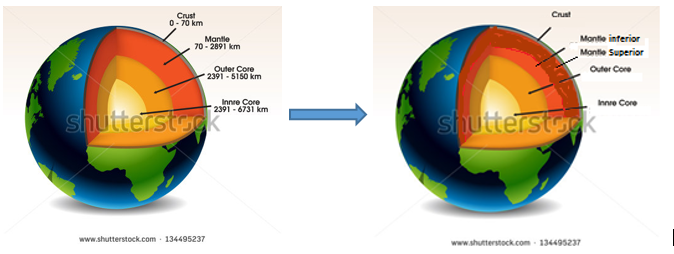 Crust
0 - 70 km
Mantle
70 - 2891 km
Outer Core
2391 - 5150 km
Innre Core
2391 - 6731 km
shutterstock
www.shutterstock.com · 134495237
Crust
Mantle inferior
Mantle Superior
Outer Core
Innre Core
shutterstock
www.shutterstock.com · 134495237